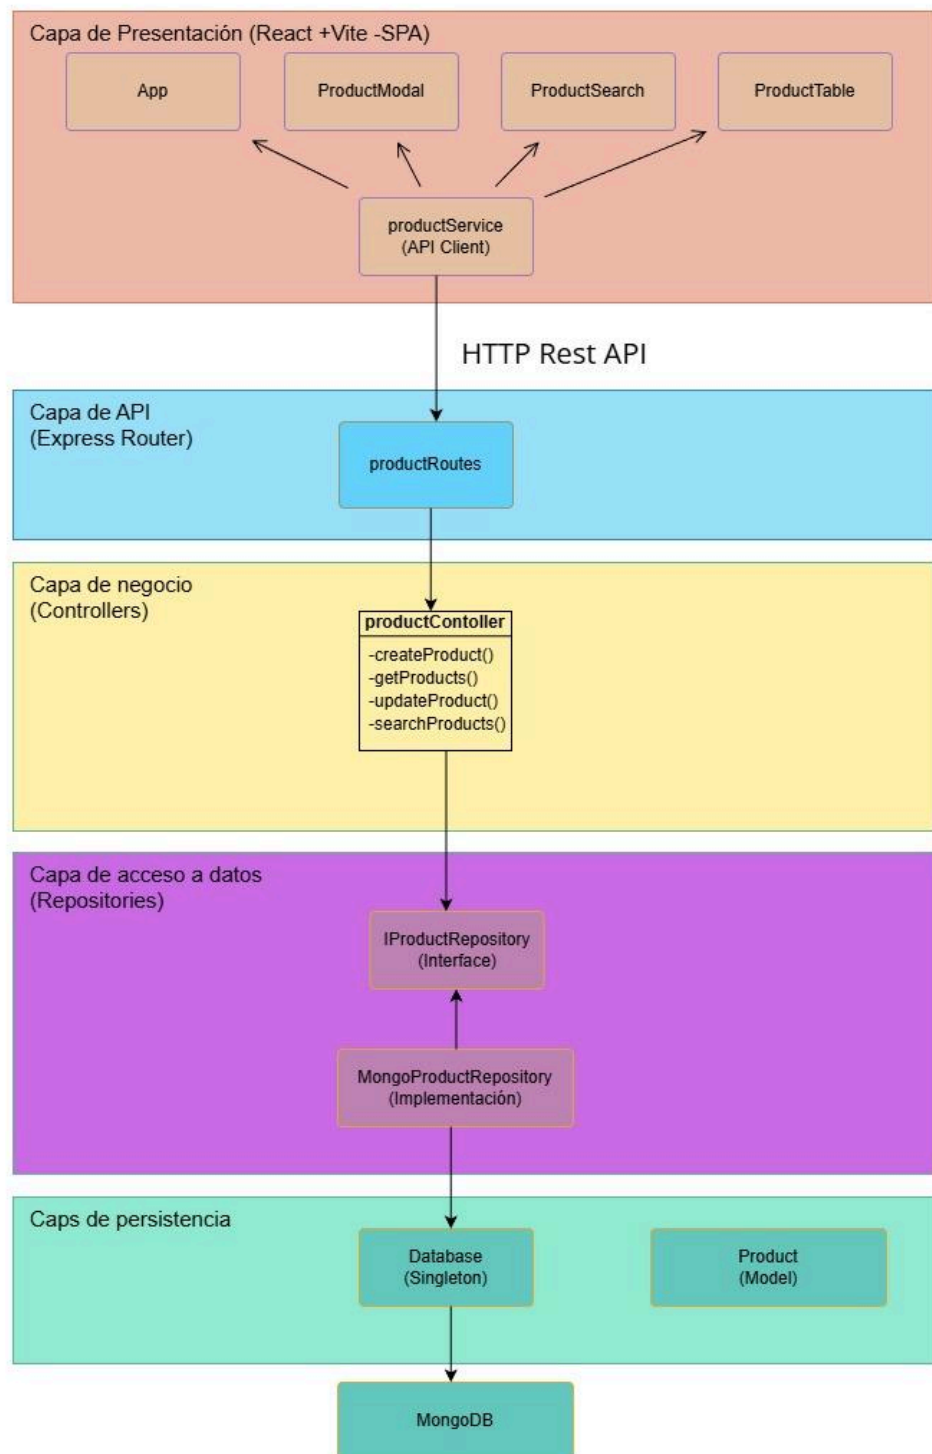 Capa de Presentación (React +Vite -SPA)
App
ProductModal
ProductSearch
ProductTable
productService
(API Client)
HTTP Rest API
Capa de API
(Express Router)
productRoutes
Capa de negocio
(Controllers)
productContoller
-createProduct()
-getProducts()
-updateProduct()
-searchProducts()
Capa de acceso a datos
(Repositories)
IProductRepository
(Interface)
MongoProductRepository
(Implementación)
Caps de persistencia
Database
(Singleton)
Product
(Model)
MongoDB